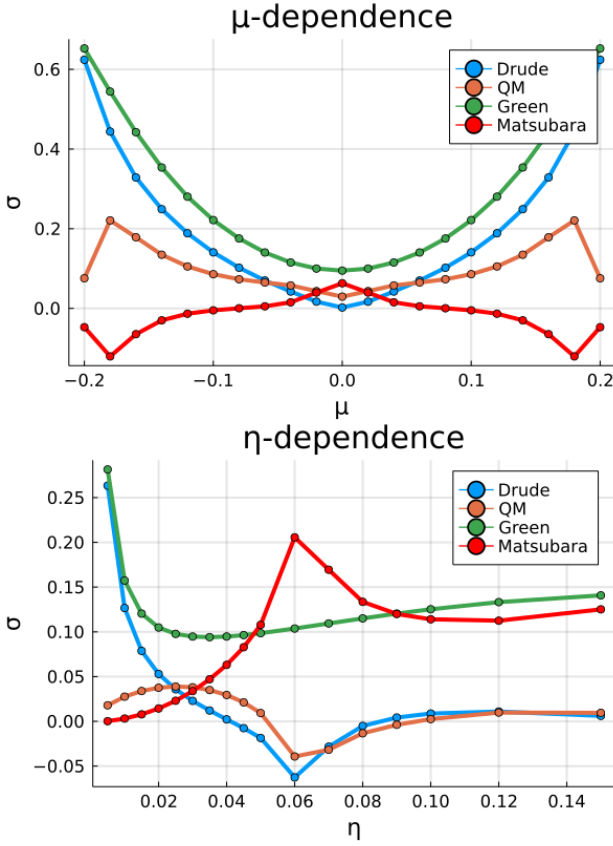 μ-dependence
σ
0.6
0.4
0.2
0.0
Drude
QM
Green
Matsubara
−0.2
−0.1
0.0
0.1
0.2
μ
η-dependence
σ
0.25
0.20
0.15
0.10
0.05
0.00
−0.05
Drude
QM
Green
Matsubara
0.02
0.04
0.06
0.08
0.10
0.12
0.14
η